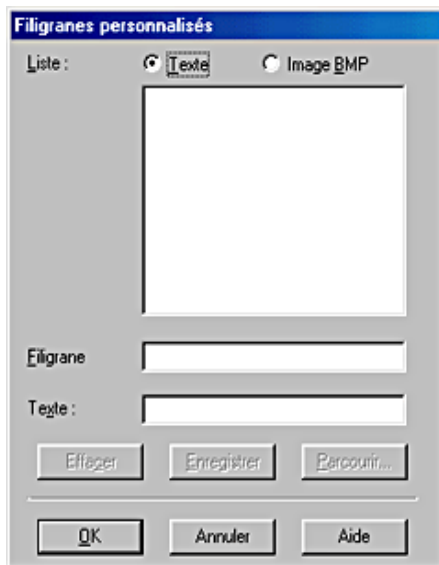 Filigranes personnalisés
Liste : Texte Image BMP
Filigrane
Texte :
Effacer Enregistrer Parcourir...
OK Annuler Aide